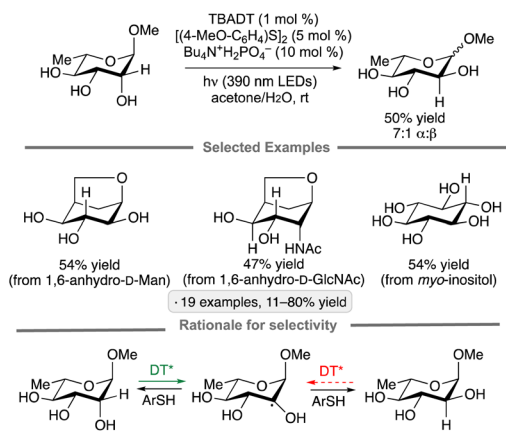 TBADT (1 mol %)
[(4-MeO-C₆H₄)S]₂ (5 mol %)
Bu₄N⁺H₂PO₄⁻ (10 mol %)
hν (390 nm LEDs)
acetone/H₂O, rt
OMe
Me
O
HO
HO
OH
H
OMe
Me
O
HO
HO
OH
H
50% yield
7:1 α:β
Selected Examples
O
H
HO
HO
OH
54% yield
(from 1,6-anhydro-D-Man)
O
HO
H
HO
H
HNAc
47% yield
(from 1,6-anhydro-D-GlcNAc)
H
HO
OH
HO
HO
OH
OH
54% yield
(from myo-inositol)
· 19 examples, 11–80% yield
Rationale for selectivity
OMe
Me
O
HO
HO
OH
H
DT*
ArSH
OMe
Me
O
HO
HO
OH
DT*
ArSH
OMe
Me
O
HO
HO
OH
H